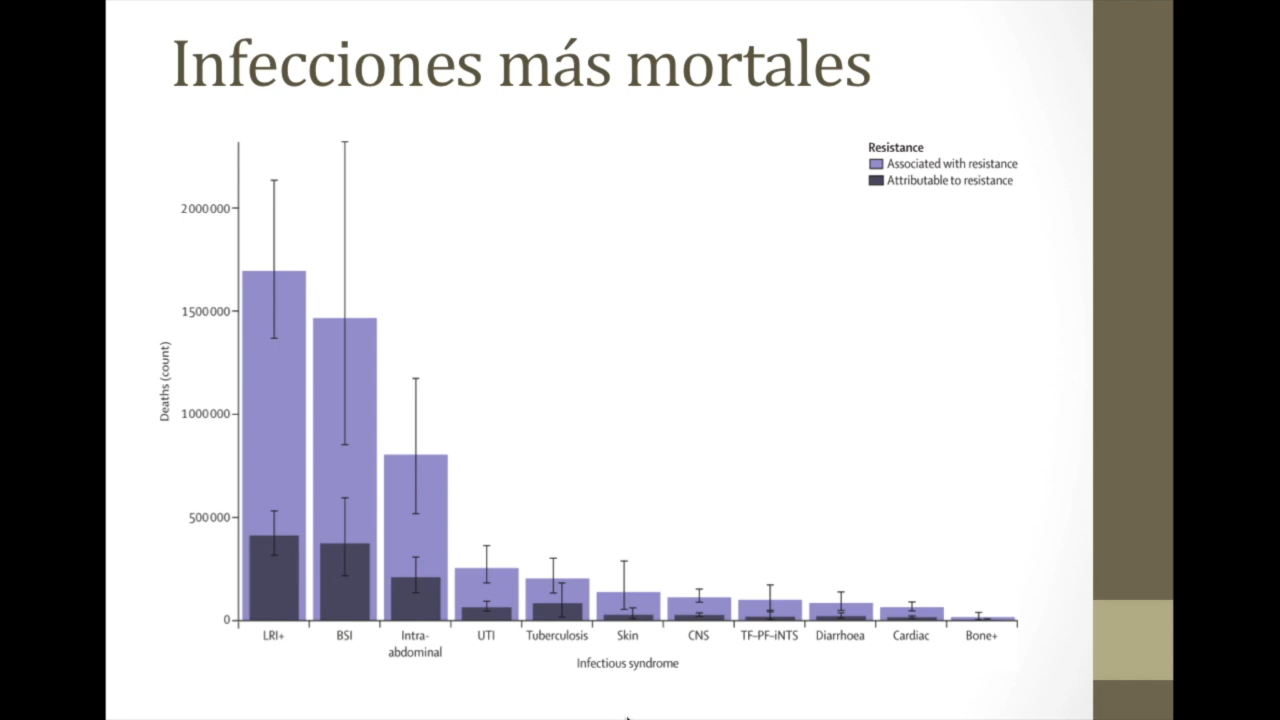 Infecciones más mortales
Resistance
Associated with resistance
Attributable to resistance
2000000
1500000
1000000
500000
0
Deaths (count)
LRI+
BSI
Intra-
abdominal
UTI
Tuberculosis
Skin
CNS
TF–PF–iNTS
Diarrhoea
Cardiac
Bone+
Infectious syndrome